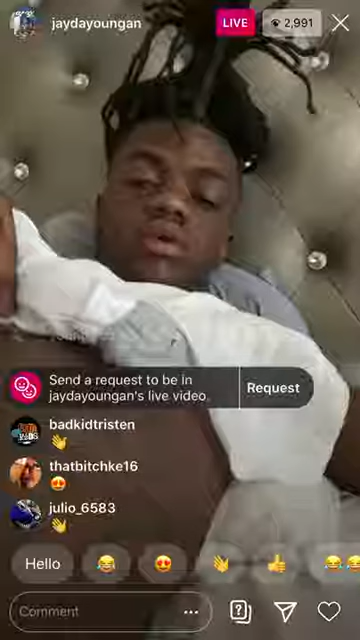 jaydayoungan
LIVE
2,991
Send a request to be in
jaydayoungan's live video
Request
badkidtristen
👋
thatbitchke16
😍
julio_6583
👋
Hello 😂 😍 👋 👍 😂😂
Comment